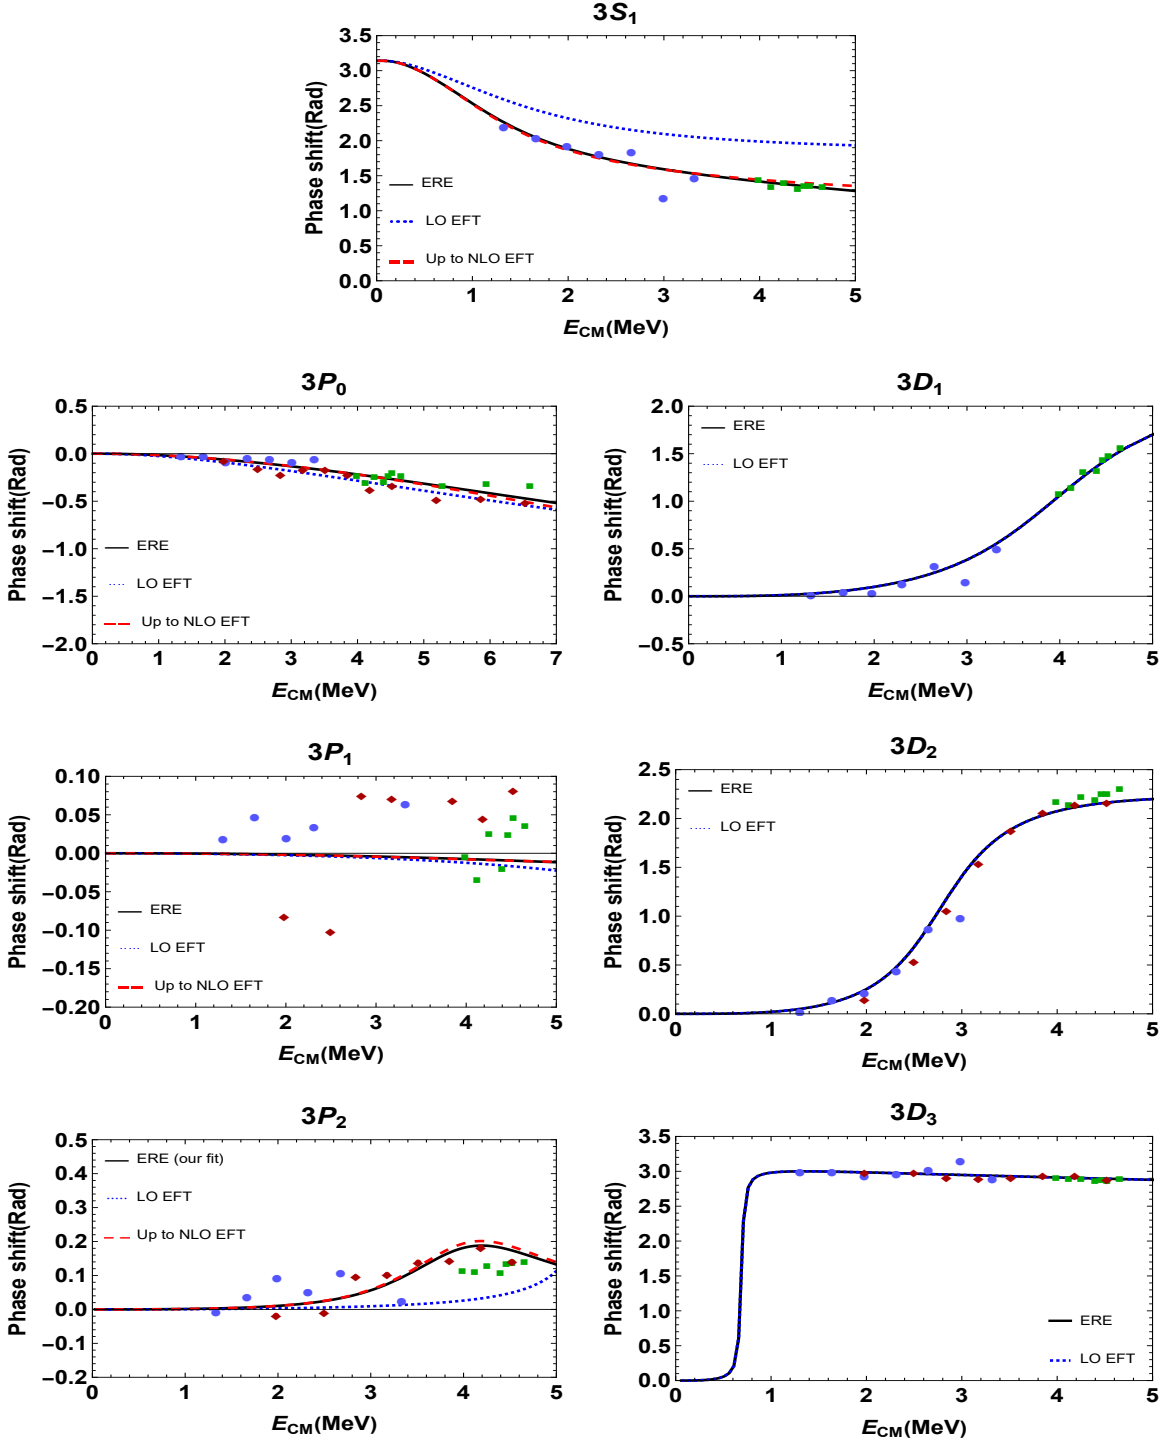 3S1
Phase shift(Rad)
3.5
3.0
2.5
2.0
1.5
1.0
0.5
0.0
ERE
LO EFT
Up to NLO EFT
0 1 2 3 4 5
ECM(MeV)
3P0
Phase shift(Rad)
0.5
0.0
−0.5
−1.0
−1.5
−2.0
ERE
LO EFT
Up to NLO EFT
0 1 2 3 4 5 6 7
ECM(MeV)
3D1
Phase shift(Rad)
2.0
1.5
1.0
0.5
0.0
−0.5
ERE
LO EFT
0 1 2 3 4 5
ECM(MeV)
3P1
Phase shift(Rad)
0.10
0.05
0.00
−0.05
−0.10
−0.15
−0.20
ERE
LO EFT
Up to NLO EFT
0 1 2 3 4 5
ECM(MeV)
3D2
Phase shift(Rad)
2.5
2.0
1.5
1.0
0.5
0.0
ERE
LO EFT
0 1 2 3 4 5
ECM(MeV)
3P2
Phase shift(Rad)
0.5
0.4
0.3
0.2
0.1
0.0
−0.1
−0.2
ERE (our fit)
LO EFT
Up to NLO EFT
0 1 2 3 4 5
ECM(MeV)
3D3
Phase shift(Rad)
3.5
3.0
2.5
2.0
1.5
1.0
0.5
0.0
ERE
LO EFT
0 1 2 3 4 5
ECM(MeV)